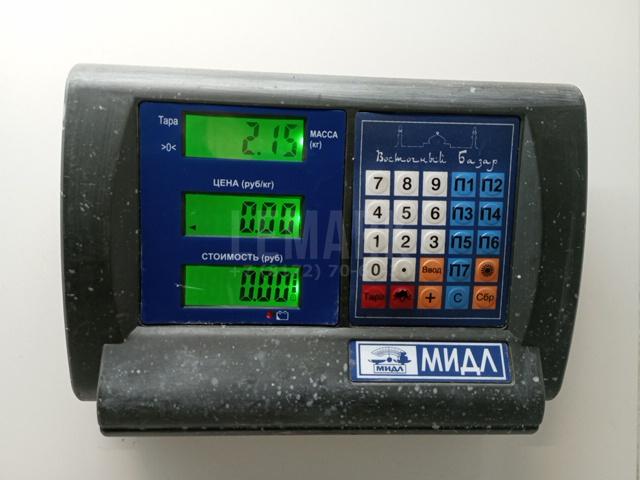 Тара
>0<
2.15
МАССА
(кг)
ЦЕНА (руб/кг)
0.00
СТОИМОСТЬ (руб)
0.00
Восточный Базар
7 8 9 П1 П2
4 5 6 П3 П4
1 2 3 П5 П6
0 • Ввод П7
Тара + С Сбр
МИДЛ
МИДЛ